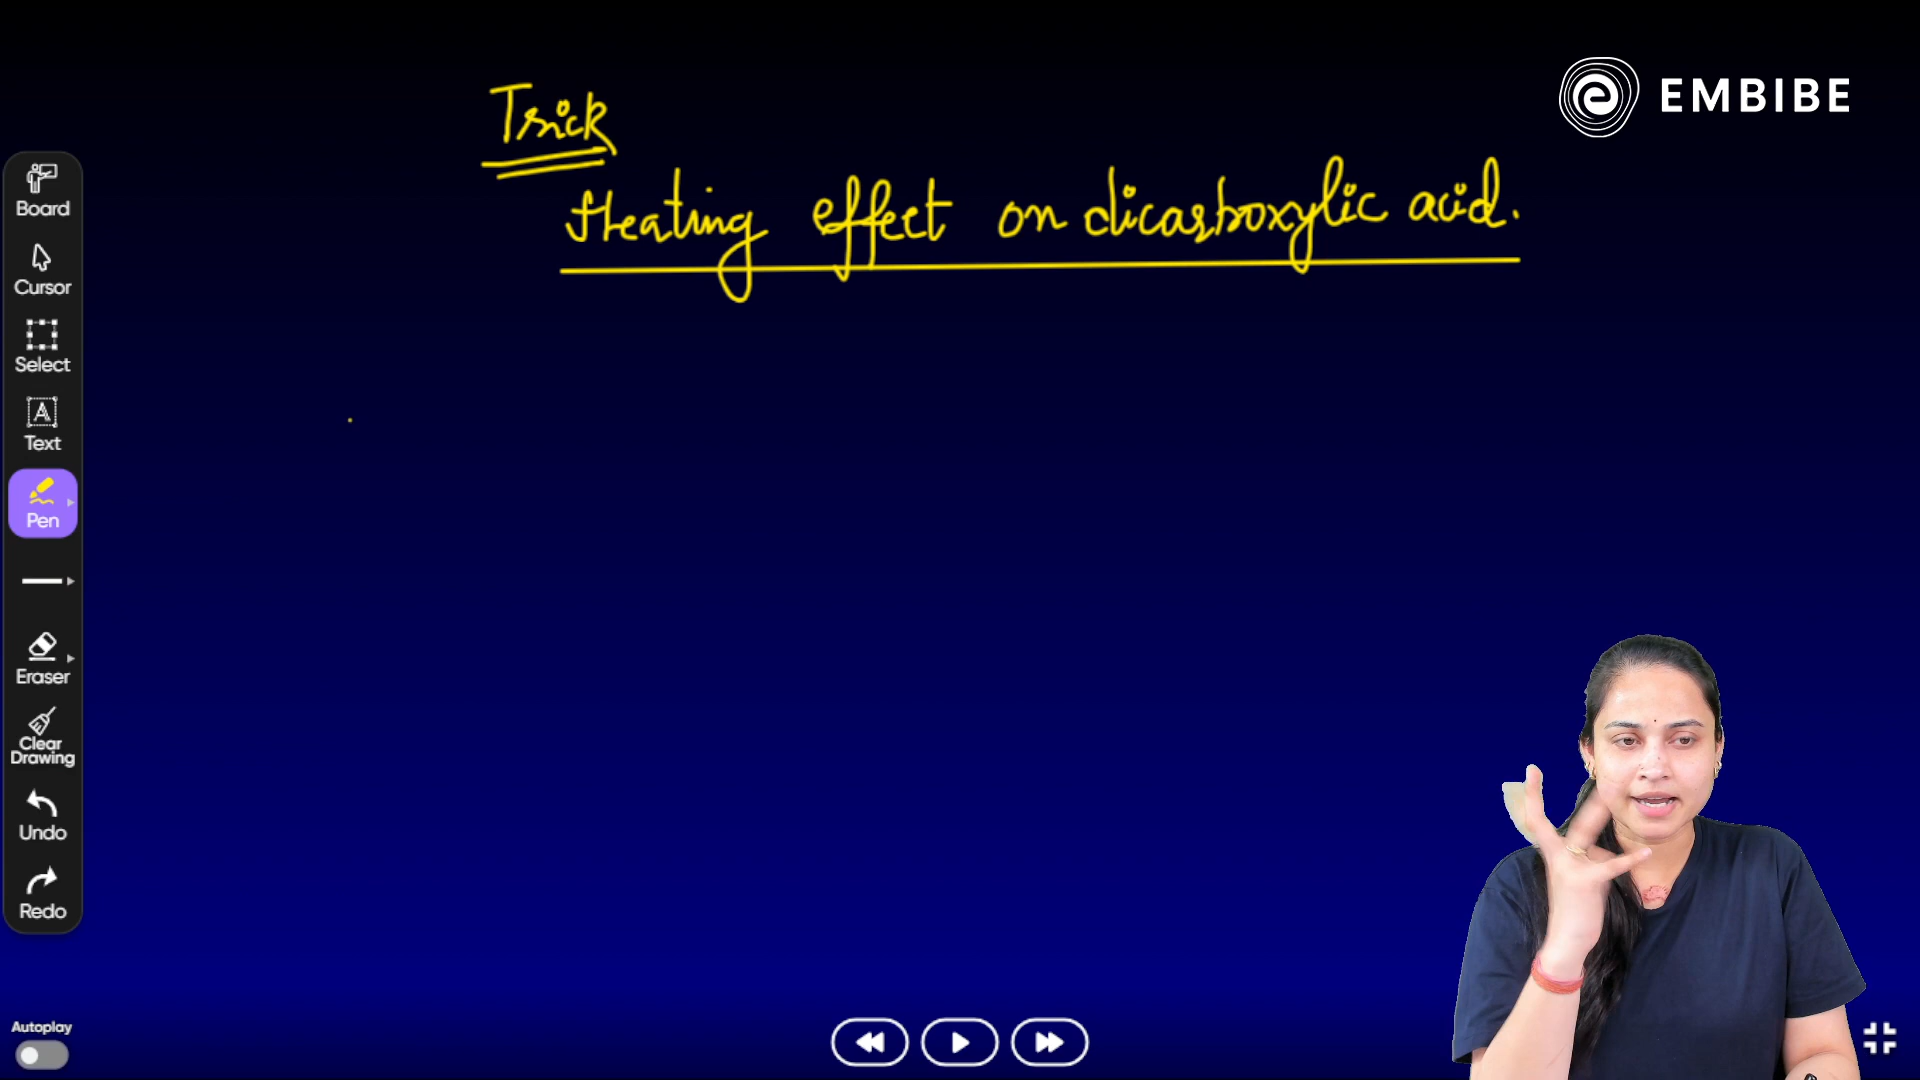 EMBIBE
Trick
Heating effect on dicarboxylic acid.
Board
Cursor
Select
Text
Pen
Eraser
Clear
Drawing
Undo
Redo
Autoplay